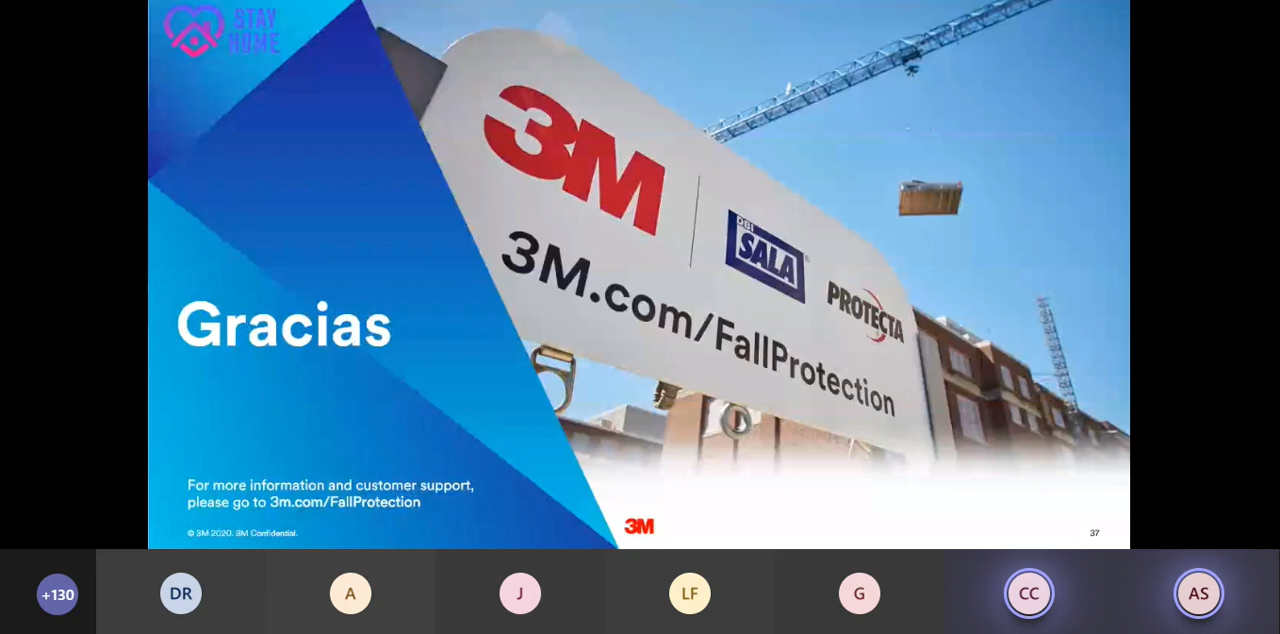 STAY
HOME
3M
DBI
SALA
®
PROTECTA
3M.com/FallProtection
Gracias
For more information and customer support,
please go to 3m.com/FallProtection
© 3M 2020. 3M Confidential.
3M
37
+130
DR
A
J
LF
G
CC
AS